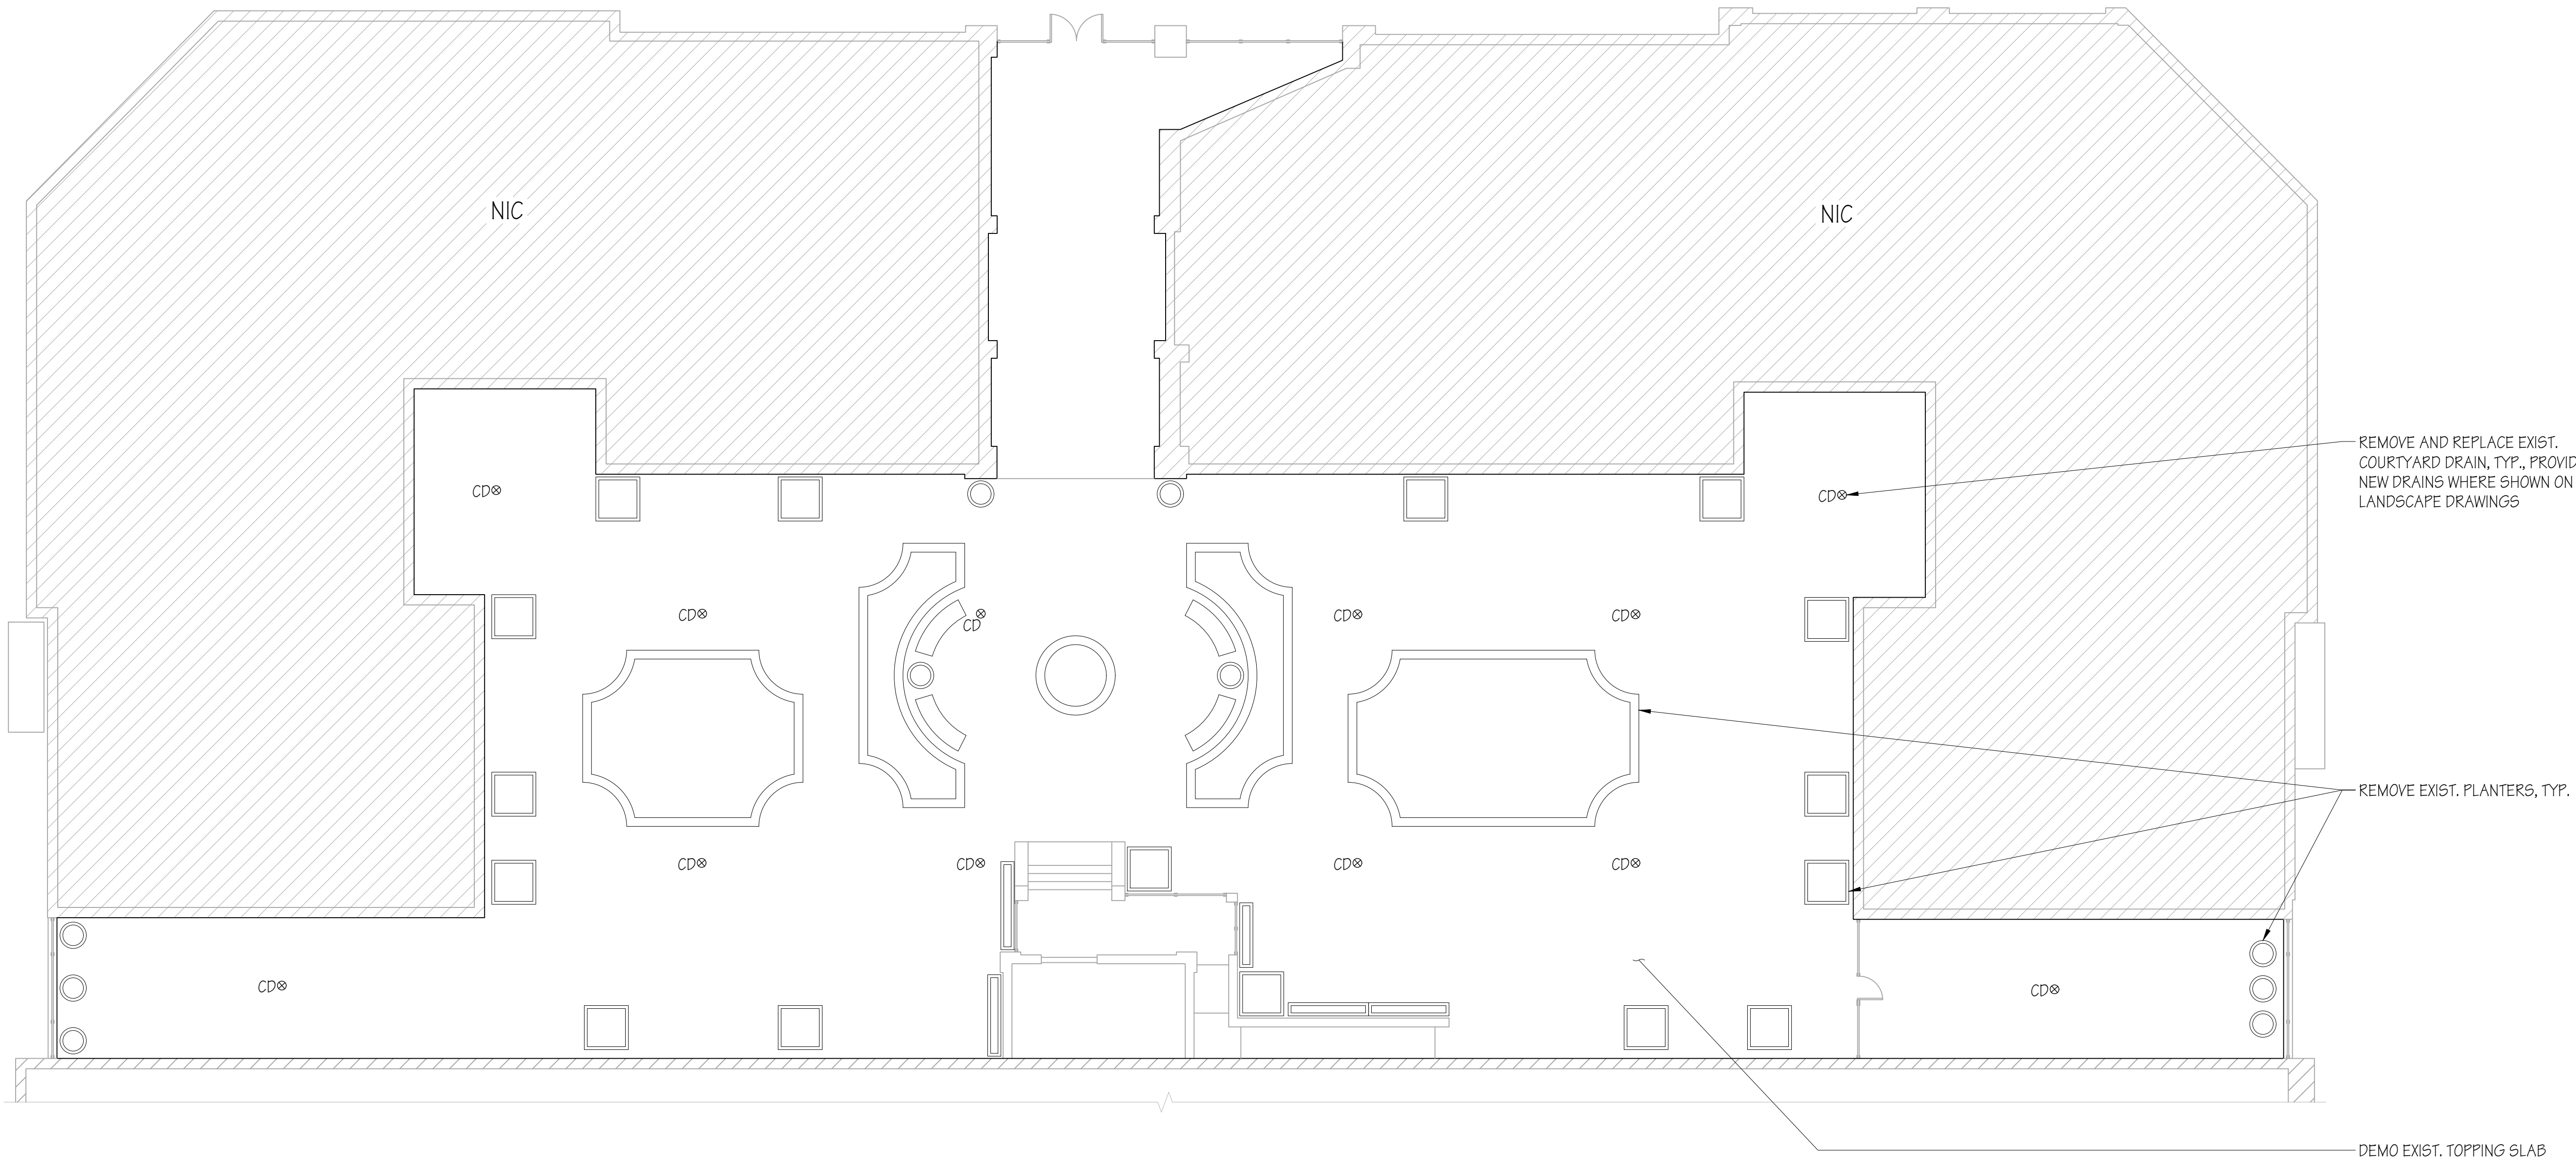 NIC
NIC
REMOVE AND REPLACE EXIST.
COURTYARD DRAIN, TYP., PROVID
NEW DRAINS WHERE SHOWN ON
LANDSCAPE DRAWINGS
CD
CD
CD
CD
CD
CD
REMOVE EXIST. PLANTERS, TYP.
CD
CD
CD
CD
CD
CD
DEMO EXIST. TOPPING SLAB